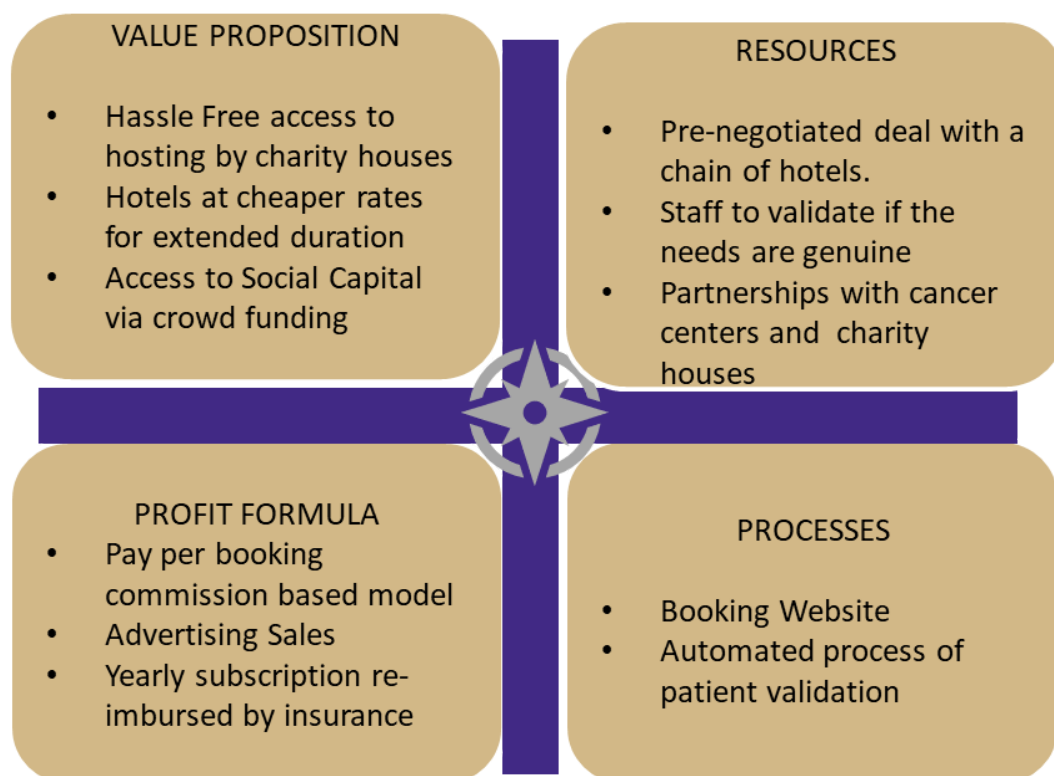 VALUE PROPOSITION
• Hassle Free access to
hosting by charity houses
• Hotels at cheaper rates
for extended duration
• Access to Social Capital
via crowd funding
RESOURCES
• Pre-negotiated deal with a
chain of hotels.
• Staff to validate if the
needs are genuine
• Partnerships with cancer
centers and charity
houses
PROFIT FORMULA
• Pay per booking
commission based model
• Advertising Sales
• Yearly subscription re-
imbursed by insurance
PROCESSES
• Booking Website
• Automated process of
patient validation